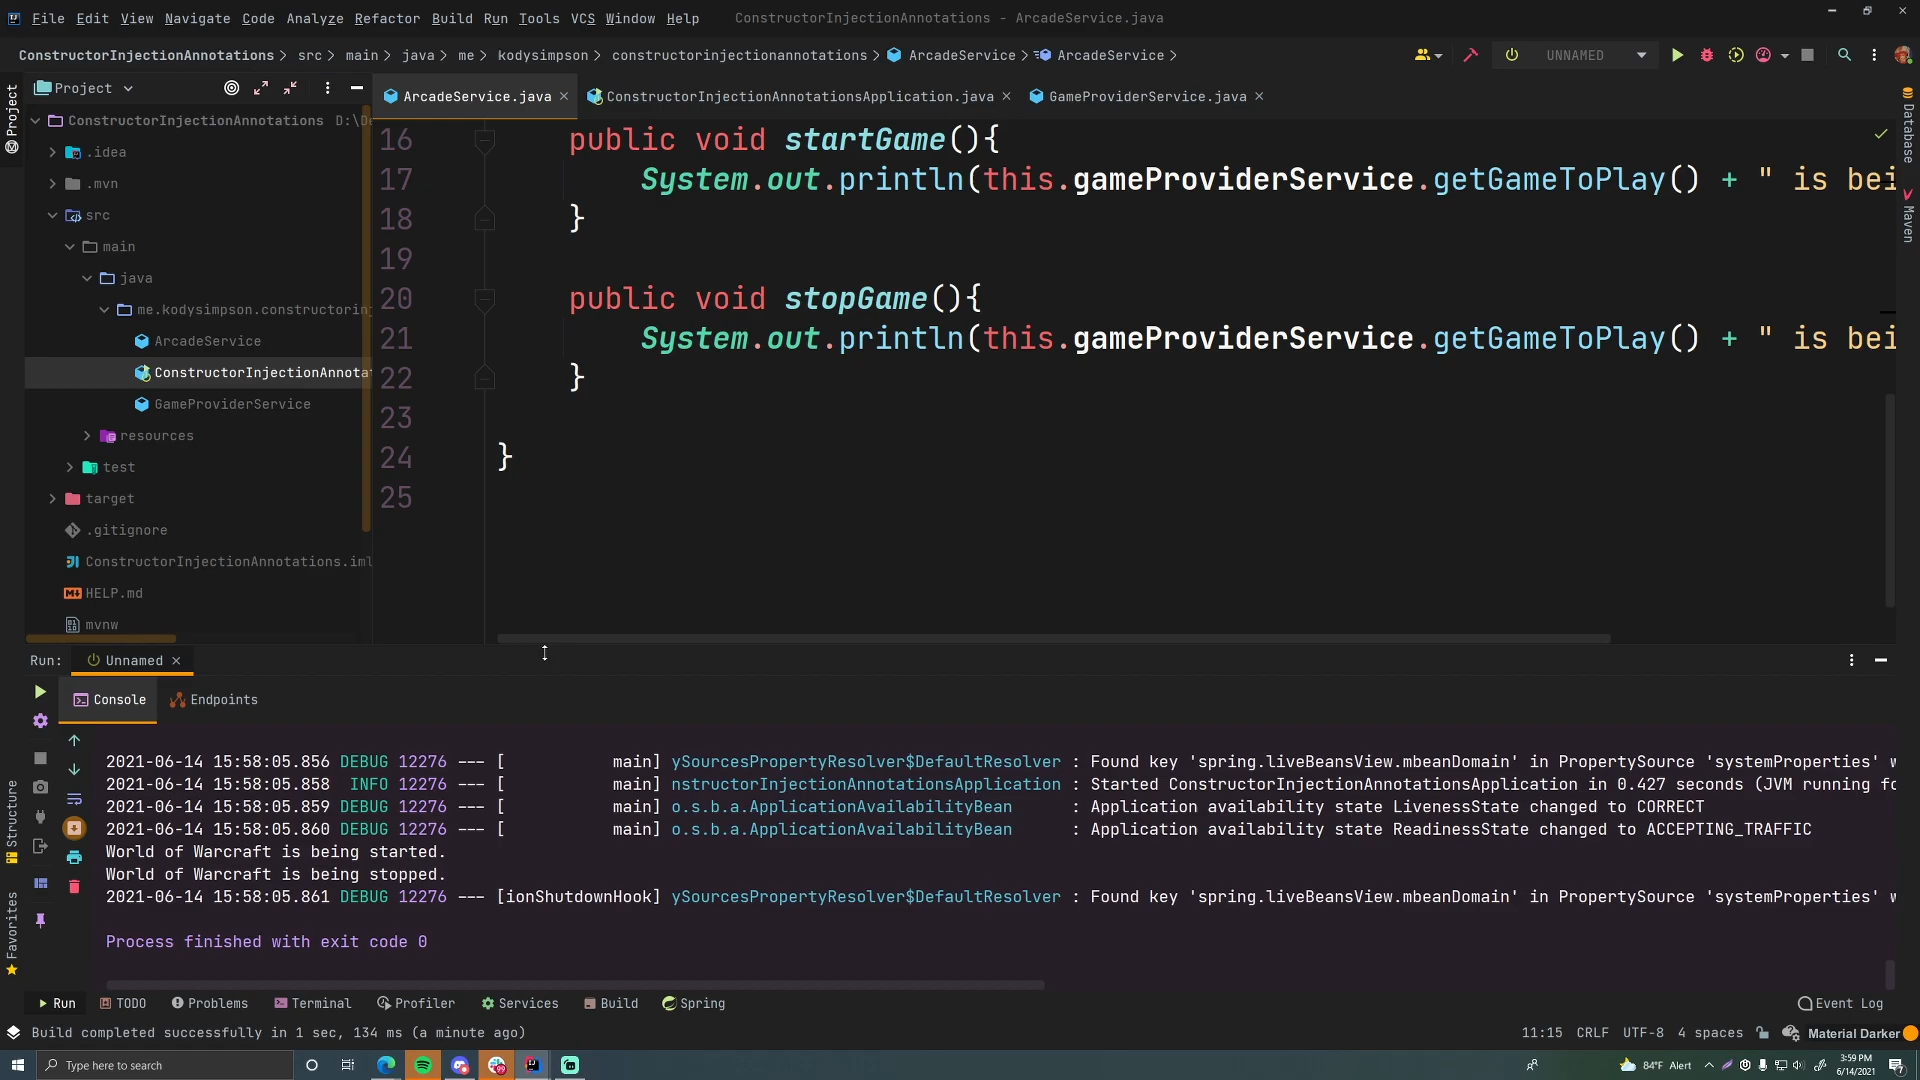 File Edit View Navigate Code Analyze Refactor Build Run Tools VCS Window Help ConstructorInjectionAnnotations - ArcadeService.java
ConstructorInjectionAnnotations > src > main > java > me > kodysimpson > constructorinjectionannotations > ArcadeService > ArcadeService > UNNAMED
Project
Project
ArcadeService.java ConstructorInjectionAnnotationsApplication.java GameProviderService.java
ConstructorInjectionAnnotations D:\De
.idea
.mvn
src
main
java
me.kodysimpson.constructorinj
ArcadeService
ConstructorInjectionAnnotat
GameProviderService
resources
test
target
.gitignore
ConstructorInjectionAnnotations.iml
HELP.md
mvnw
16 public void startGame(){
17 System.out.println(this.gameProviderService.getGameToPlay() + " is bei
18 }
19
20 public void stopGame(){
21 System.out.println(this.gameProviderService.getGameToPlay() + " is bei
22 }
23
24 }
25
Database
Maven
Run: Unnamed
Console Endpoints
2021-06-14 15:58:05.856 DEBUG 12276 --- [ main] ySourcesPropertyResolver$DefaultResolver : Found key 'spring.liveBeansView.mbeanDomain' in PropertySource 'systemProperties' w
2021-06-14 15:58:05.858 INFO 12276 --- [ main] nstructorInjectionAnnotationsApplication : Started ConstructorInjectionAnnotationsApplication in 0.427 seconds (JVM running fo
2021-06-14 15:58:05.859 DEBUG 12276 --- [ main] o.s.b.a.ApplicationAvailabilityBean : Application availability state LivenessState changed to CORRECT
2021-06-14 15:58:05.860 DEBUG 12276 --- [ main] o.s.b.a.ApplicationAvailabilityBean : Application availability state ReadinessState changed to ACCEPTING_TRAFFIC
World of Warcraft is being started.
World of Warcraft is being stopped.
2021-06-14 15:58:05.861 DEBUG 12276 --- [ionShutdownHook] ySourcesPropertyResolver$DefaultResolver : Found key 'spring.liveBeansView.mbeanDomain' in PropertySource 'systemProperties' w
Process finished with exit code 0
Structure
Favorites
Run TODO Problems Terminal Profiler Services Build Spring Event Log
Build completed successfully in 1 sec, 134 ms (a minute ago) 11:15 CRLF UTF-8 4 spaces Material Darker
Type here to search 99 84°F Alert 3:59 PM
6/14/2021 7